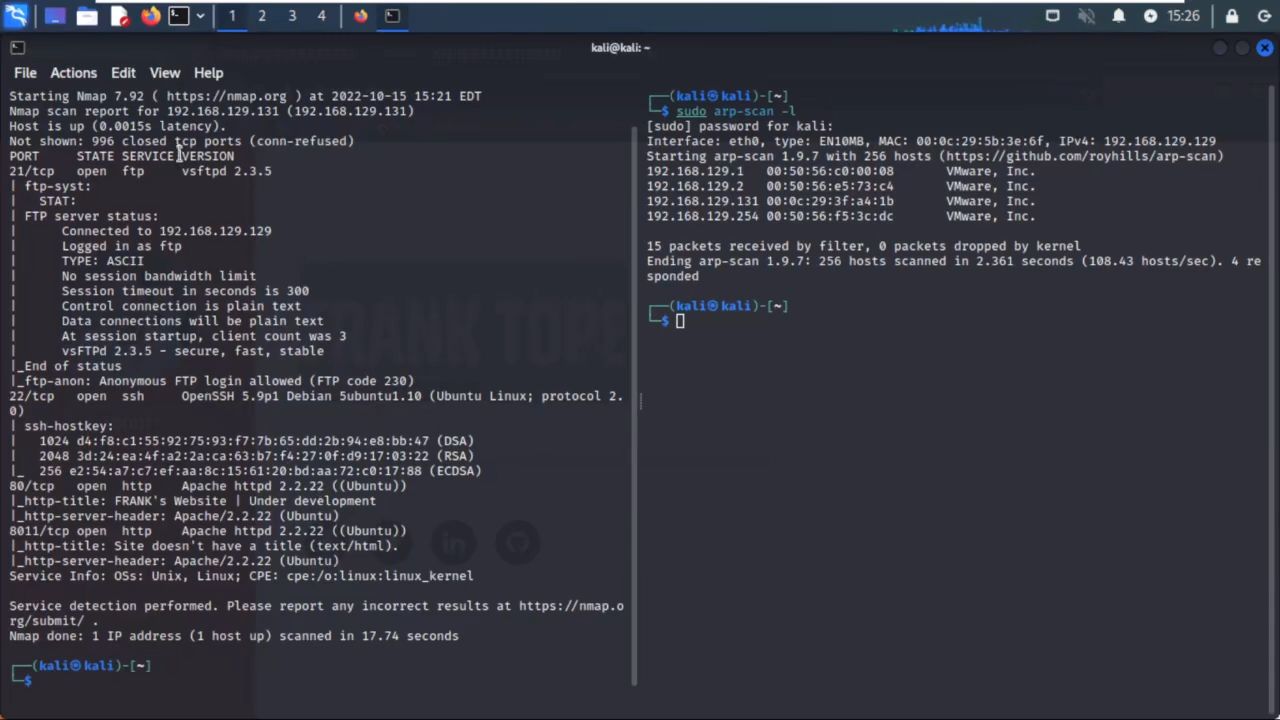 1 2 3 4 15:26
kali@kali: ~
File Actions Edit View Help
Starting Nmap 7.92 ( https://nmap.org ) at 2022-10-15 15:21 EDT
Nmap scan report for 192.168.129.131 (192.168.129.131)
Host is up (0.0015s latency).
Not shown: 996 closed tcp ports (conn-refused)
PORT STATE SERVICE VERSION
21/tcp open ftp vsftpd 2.3.5
| ftp-syst:
| STAT:
| FTP server status:
| Connected to 192.168.129.129
| Logged in as ftp
| TYPE: ASCII
| No session bandwidth limit
| Session timeout in seconds is 300
| Control connection is plain text
| Data connections will be plain text
| At session startup, client count was 3
| vsFTPd 2.3.5 - secure, fast, stable
|_End of status
|_ftp-anon: Anonymous FTP login allowed (FTP code 230)
22/tcp open ssh OpenSSH 5.9p1 Debian 5ubuntu1.10 (Ubuntu Linux; protocol 2.
0)
| ssh-hostkey:
| 1024 d4:f8:c1:55:92:75:93:f7:7b:65:dd:2b:94:e8:bb:47 (DSA)
| 2048 3d:24:ea:4f:a2:2a:ca:63:b7:f4:27:0f:d9:17:03:22 (RSA)
|_ 256 e2:54:a7:c7:ef:aa:8c:15:61:20:bd:aa:72:c0:17:88 (ECDSA)
80/tcp open http Apache httpd 2.2.22 ((Ubuntu))
|_http-title: FRANK's Website | Under development
|_http-server-header: Apache/2.2.22 (Ubuntu)
8011/tcp open http Apache httpd 2.2.22 ((Ubuntu))
|_http-title: Site doesn't have a title (text/html).
|_http-server-header: Apache/2.2.22 (Ubuntu)
Service Info: OSs: Unix, Linux; CPE: cpe:/o:linux:linux_kernel
Service detection performed. Please report any incorrect results at https://nmap.o
rg/submit/ .
Nmap done: 1 IP address (1 host up) scanned in 17.74 seconds
(kali㉿kali)-[~]
$
(kali㉿kali)-[~]
$ sudo arp-scan -l
[sudo] password for kali:
Interface: eth0, type: EN10MB, MAC: 00:0c:29:5b:3e:6f, IPv4: 192.168.129.129
Starting arp-scan 1.9.7 with 256 hosts (https://github.com/royhills/arp-scan)
192.168.129.1 00:50:56:c0:00:08 VMware, Inc.
192.168.129.2 00:50:56:e5:73:c4 VMware, Inc.
192.168.129.131 00:0c:29:3f:a4:1b VMware, Inc.
192.168.129.254 00:50:56:f5:3c:dc VMware, Inc.
15 packets received by filter, 0 packets dropped by kernel
Ending arp-scan 1.9.7: 256 hosts scanned in 2.361 seconds (108.43 hosts/sec). 4 re
sponded
(kali㉿kali)-[~]
$
FRANK TOPE
in